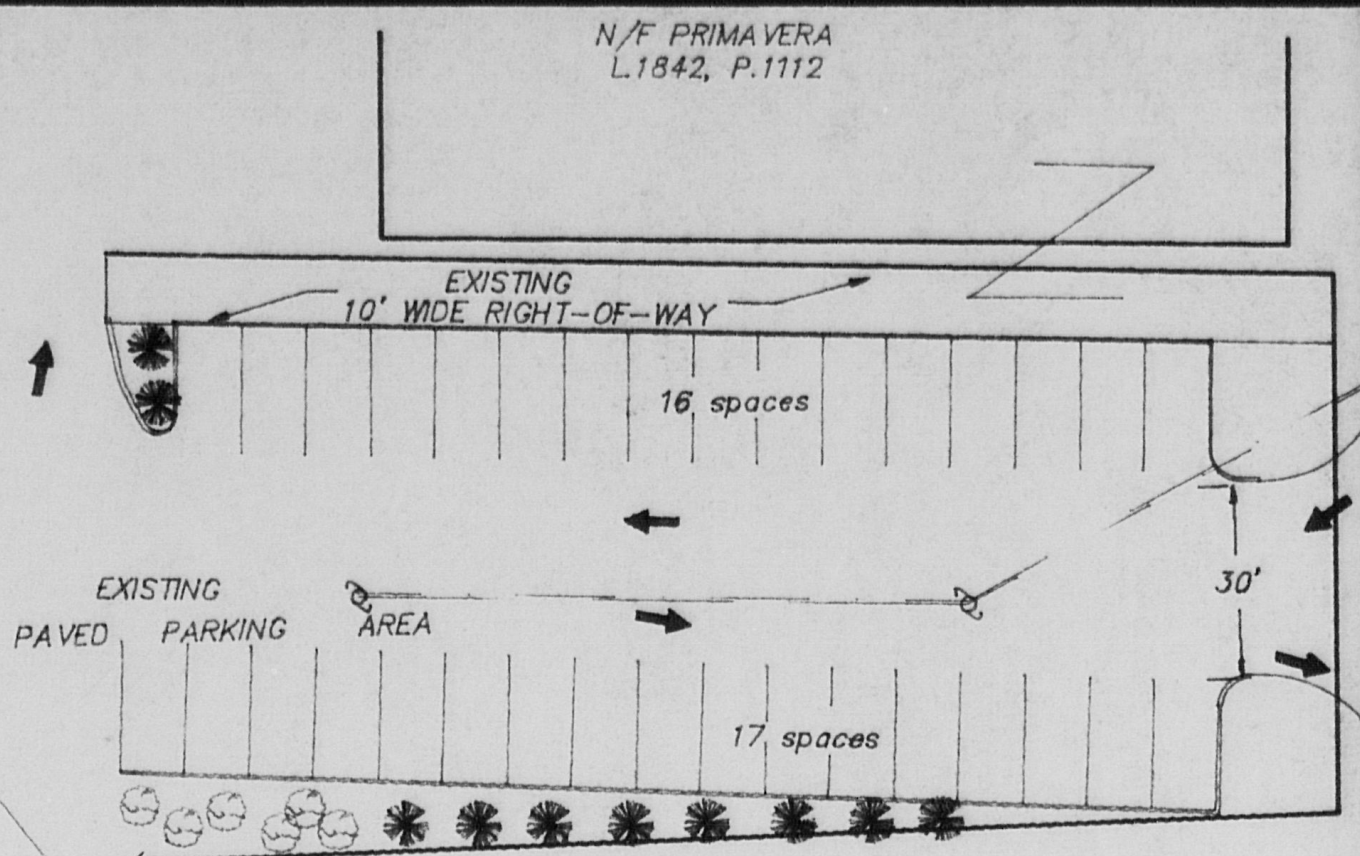 N/F PRIMAVERA
L.1842, P.1112
EXISTING
10' WIDE RIGHT-OF-WAY
16 spaces
30'
EXISTING
PAVED PARKING AREA
17 spaces